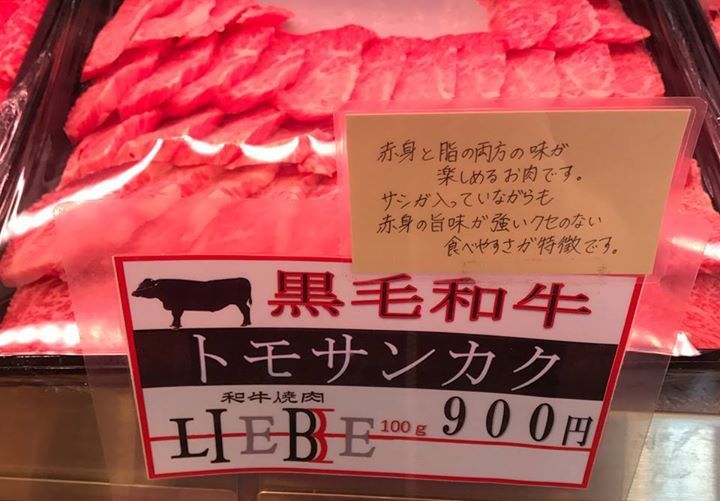 赤身と脂の両方の味が
楽しめるお肉です。
サシが入っていながらも
赤身の旨味が強いクセのない
食べやすさが特徴です。
黒毛和牛
トモサンカク
和牛焼肉
LIEBE 100g 900円